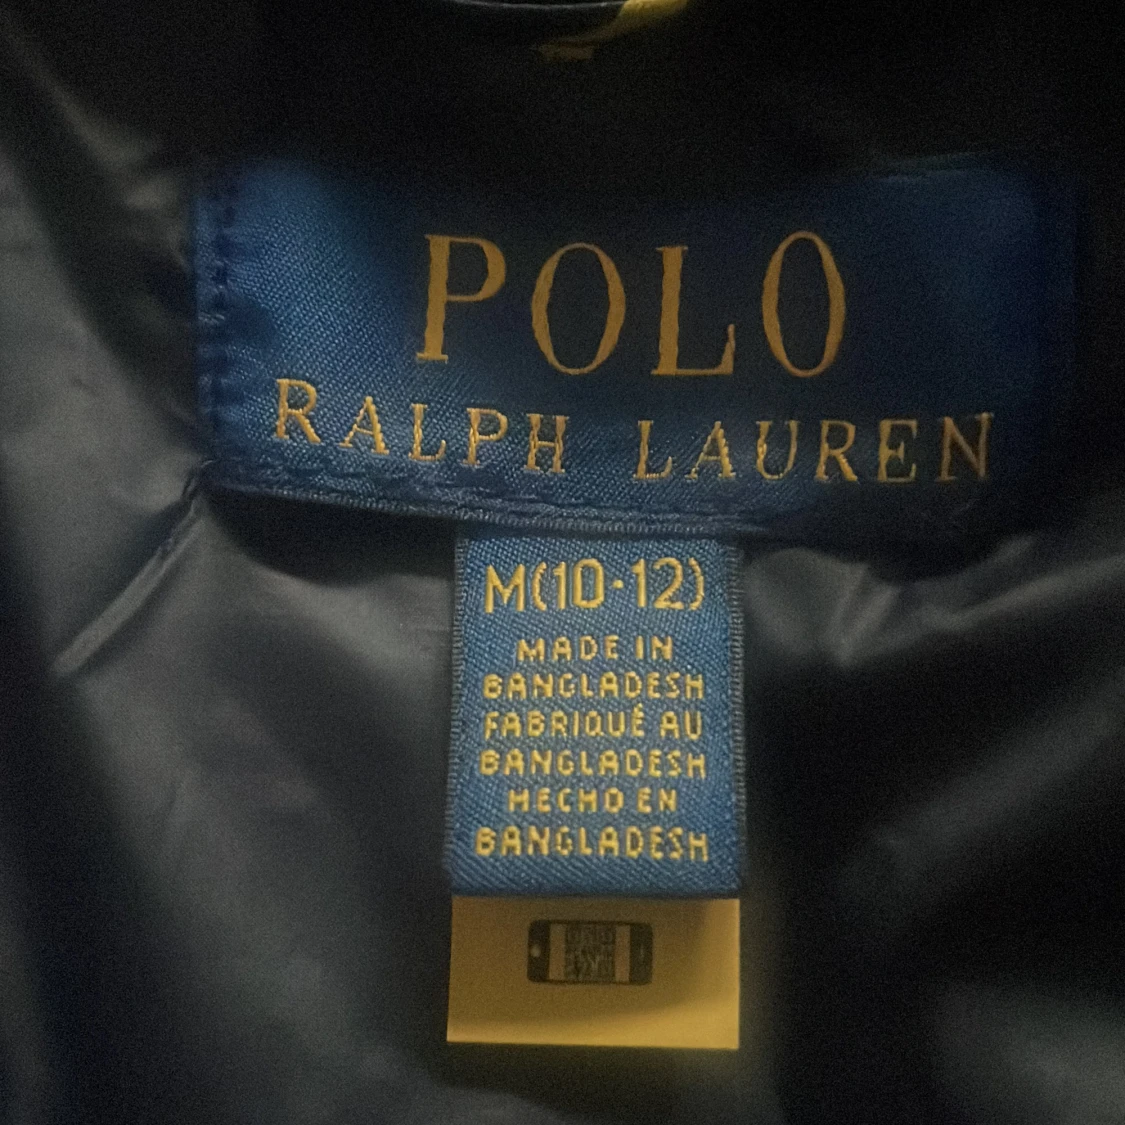 POLO
RALPH LAUREN
M(10-12)
MADE IN
BANGLADESH
FABRIQUÉ AU
BANGLADESH
HECHO EN
BANGLADESH